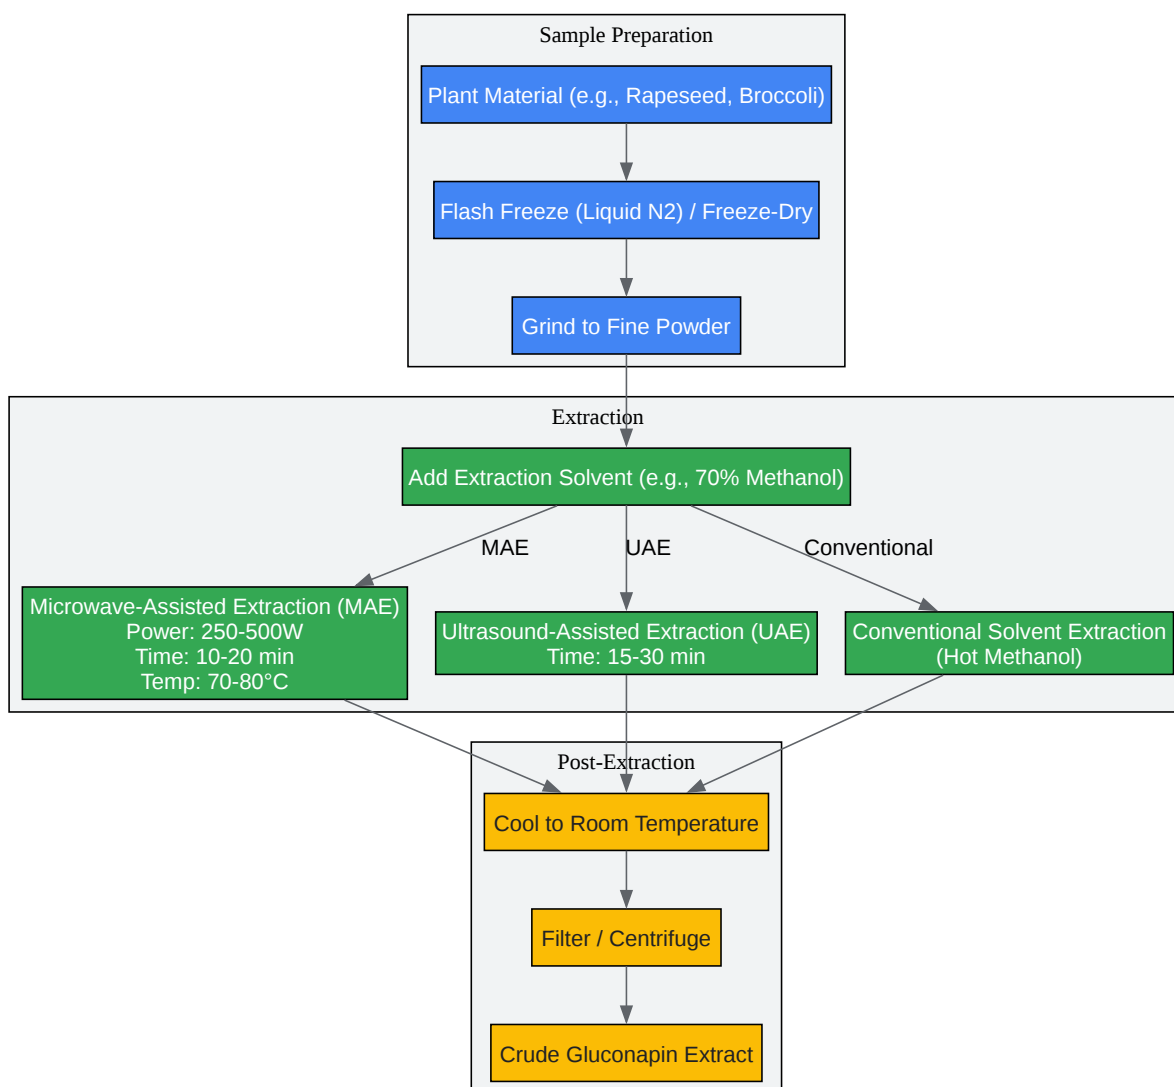 Sample Preparation
Plant Material (e.g., Rapeseed, Broccoli)
Flash Freeze (Liquid N2) / Freeze-Dry
Grind to Fine Powder
Extraction
Add Extraction Solvent (e.g., 70% Methanol)
MAE
UAE
Conventional
Microwave-Assisted Extraction (MAE)
Power: 250-500W
Time: 10-20 min
Temp: 70-80°C
Ultrasound-Assisted Extraction (UAE)
Time: 15-30 min
Conventional Solvent Extraction
(Hot Methanol)
Post-Extraction
Cool to Room Temperature
Filter / Centrifuge
Crude Gluconapin Extract